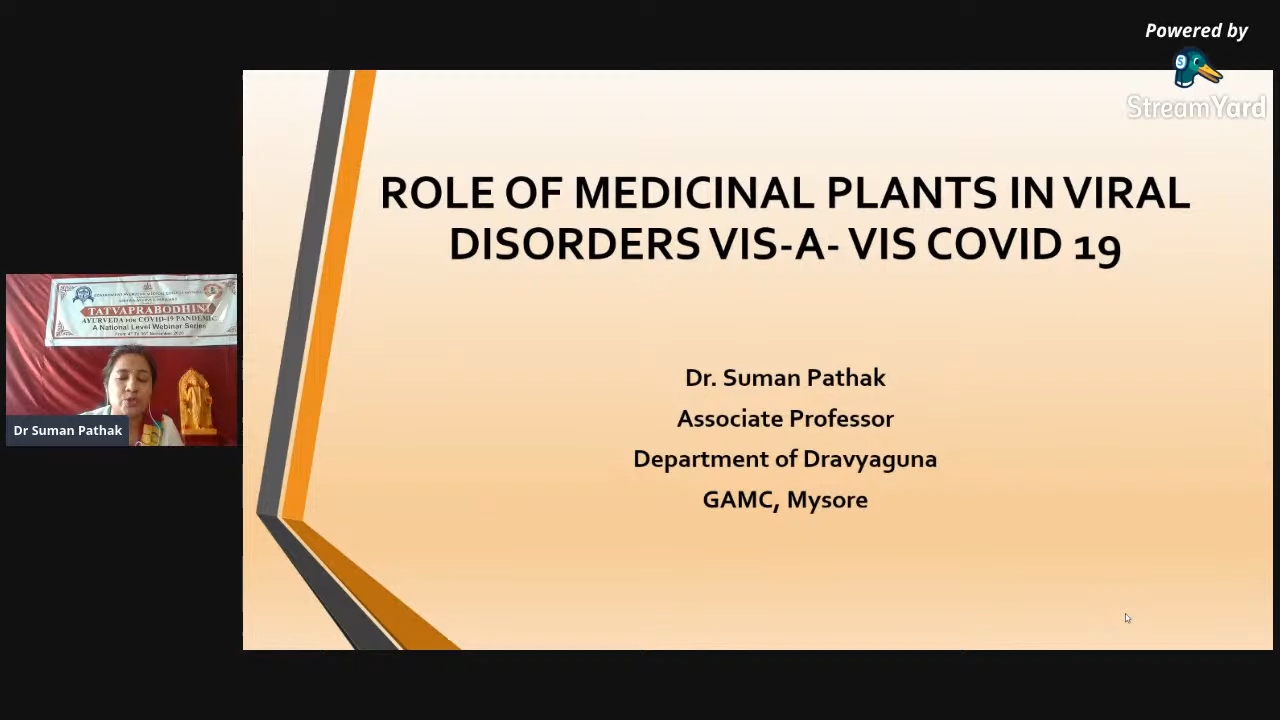 Powered by
StreamYard
ROLE OF MEDICINAL PLANTS IN VIRAL
DISORDERS VIS-A- VIS COVID 19
Dr. Suman Pathak
Associate Professor
Department of Dravyaguna
GAMC, Mysore
TATVAPRABODHINI
AYURVEDA FOR COVID-19 PANDEMIC
A National Level Webinar Series
Dr Suman Pathak